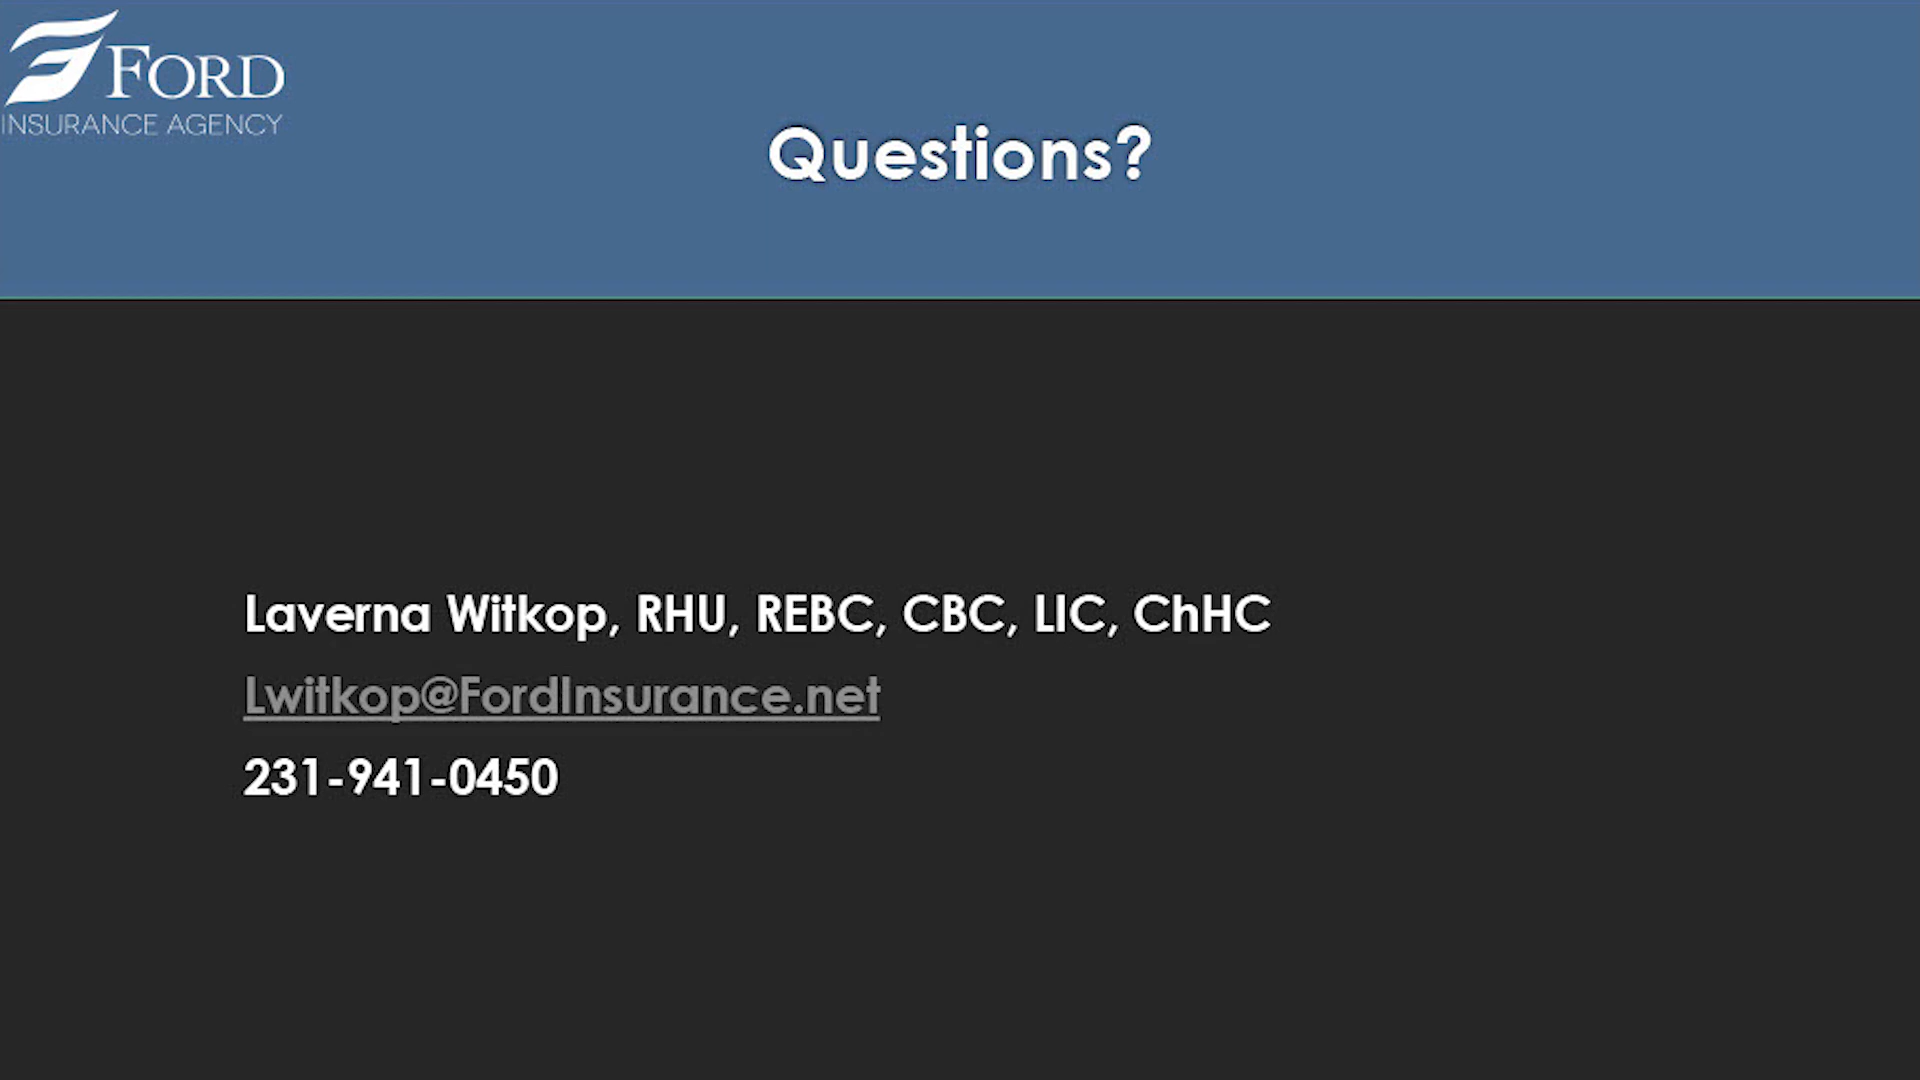 FORD
INSURANCE AGENCY
Questions?
Laverna Witkop, RHU, REBC, CBC, LIC, ChHC
Lwitkop@FordInsurance.net
231-941-0450